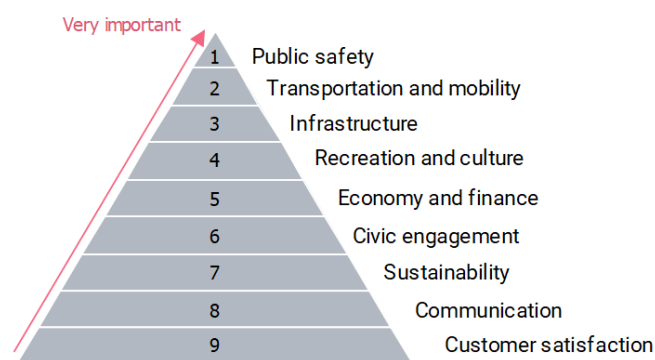 Very important
1 Public safety
2 Transportation and mobility
3 Infrastructure
4 Recreation and culture
5 Economy and finance
6 Civic engagement
7 Sustainability
8 Communication
9 Customer satisfaction